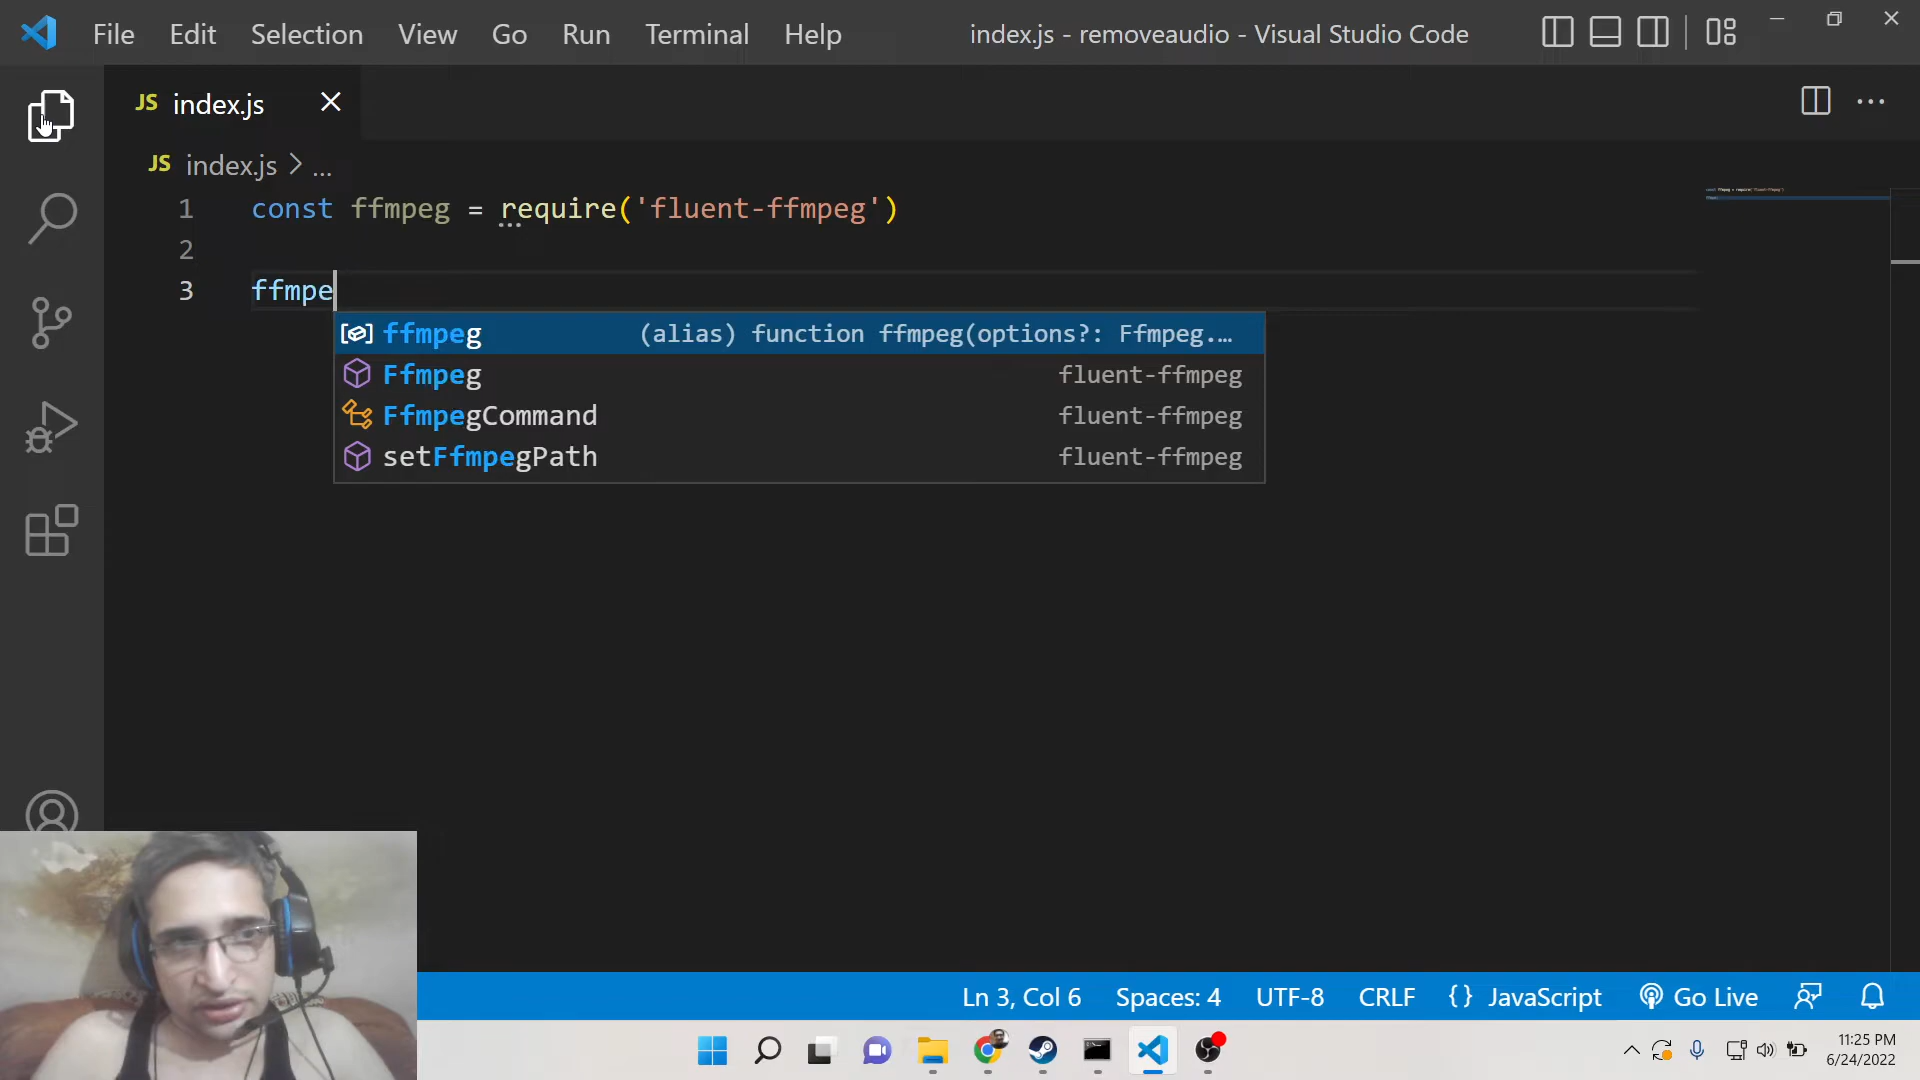 File Edit Selection View Go Run Terminal Help index.js - removeaudio - Visual Studio Code
JS index.js
JS index.js > ...
1 const ffmpeg = require('fluent-ffmpeg')
2
3 ffmpe
ffmpeg (alias) function ffmpeg(options?: Ffmpeg.…
Ffmpeg fluent-ffmpeg
FfmpegCommand fluent-ffmpeg
setFfmpegPath fluent-ffmpeg
Ln 3, Col 6 Spaces: 4 UTF-8 CRLF {} JavaScript Go Live
11:25 PM
6/24/2022